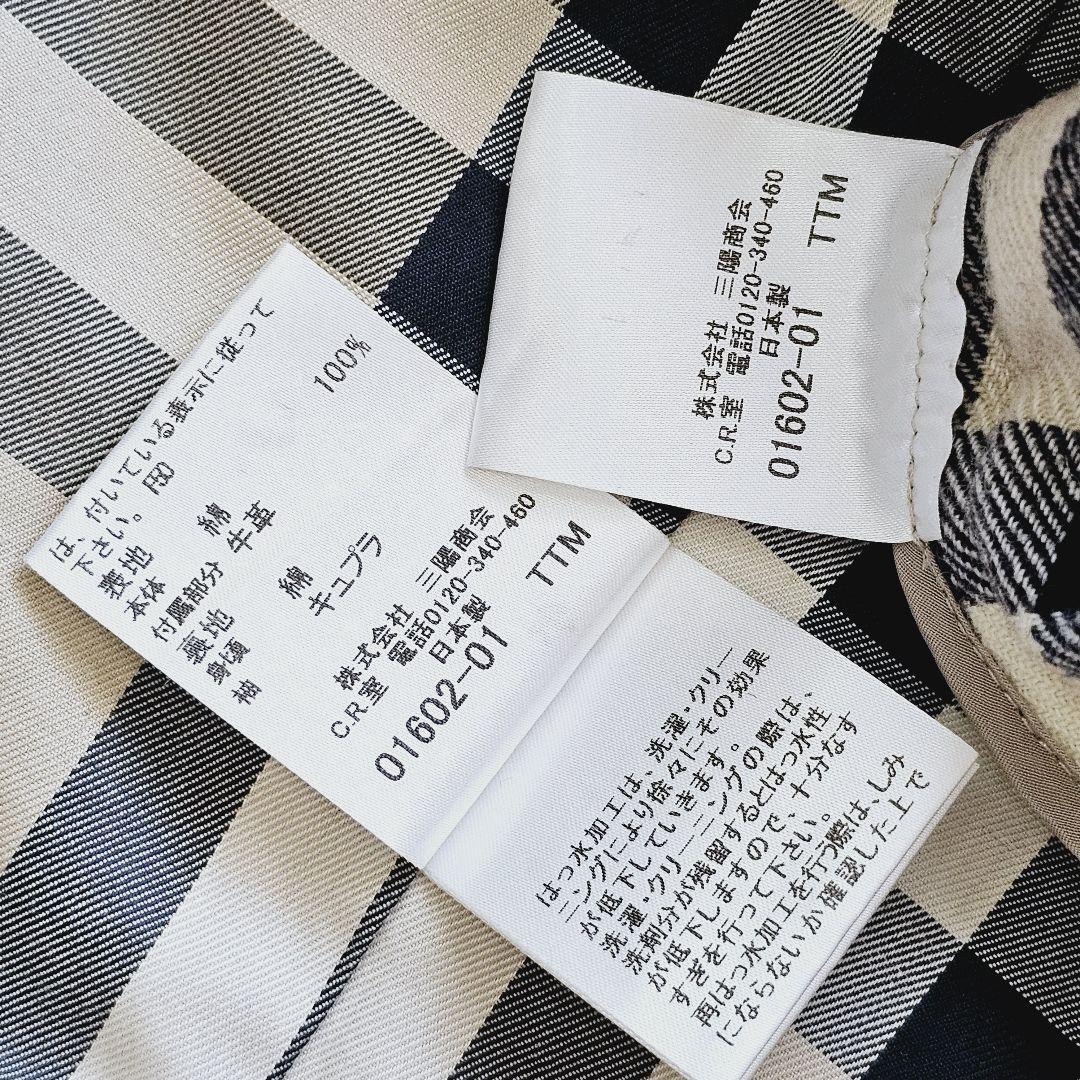 は、付いている表示に従って
下さい。 FBD
表地
本体 綿 100%
付属部分 牛革
裏地
身頃 綿
袖 キュプラ
株式会社 三陽商会
C.R.室 電話0120-340-460
日本製
01602-01 TTM
はっ水加工は、洗濯・クリー
ニングにより徐々にその効果
が低下していきます。
洗濯・クリーニングの際は、
洗剤分が残留するとはっ水性
が低下しますので、十分なす
すぎを行って下さい。
再はっ水加工を行う際は、しみ
にならないか確認した上で
株式会社 三陽商会
C.R.室 電話0120-340-460
日本製
01602-01 TTM